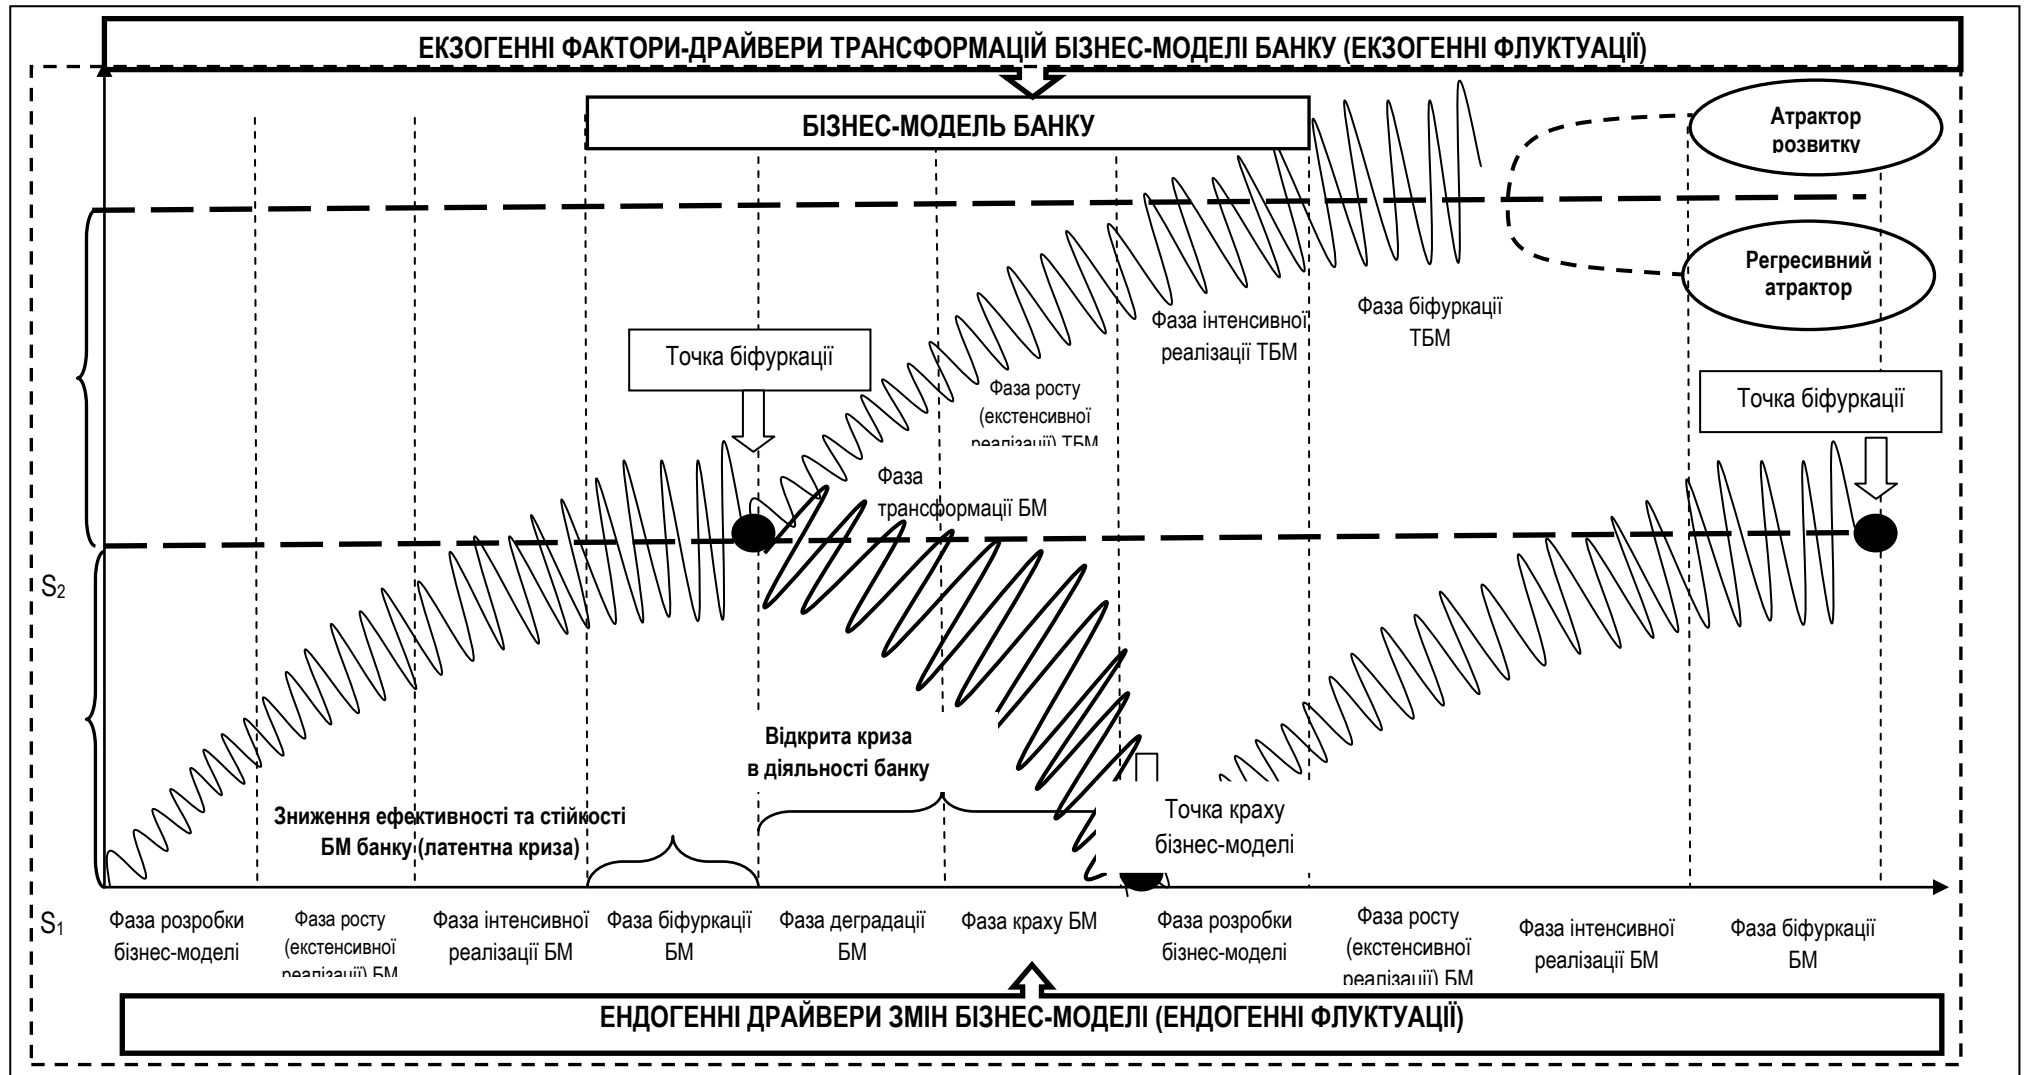 ЕКЗОГЕННІ ФАКТОРИ-ДРАЙВЕРИ ТРАНСФОРМАЦІЙ БІЗНЕС-МОДЕЛІ БАНКУ (ЕКЗОГЕННІ ФЛУКТУАЦІЇ)
БІЗНЕС-МОДЕЛЬ БАНКУ
Атрактор
розвитку
Регресивний
атрактор
Фаза інтенсивної
реалізації ТБМ
Фаза біфуркації
ТБМ
Точка біфуркації
Фаза росту
(екстенсивної
реалізації) ТБМ
Точка біфуркації
Фаза
трансформації БМ
S₂
Відкрита криза
в діяльності банку
Зниження ефективності та стійкості
БМ банку (латентна криза)
Точка краху
бізнес-моделі
S₁
Фаза розробки
бізнес-моделі
Фаза росту
(екстенсивної
реалізації) БМ
Фаза інтенсивної
реалізації БМ
Фаза біфуркації
БМ
Фаза деградації
БМ
Фаза краху БМ
Фаза розробки
бізнес-моделі
Фаза росту
(екстенсивної
реалізації) БМ
Фаза інтенсивної
реалізації БМ
Фаза біфуркації
БМ
ЕНДОГЕННІ ДРАЙВЕРИ ЗМІН БІЗНЕС-МОДЕЛІ (ЕНДОГЕННІ ФЛУКТУАЦІЇ)